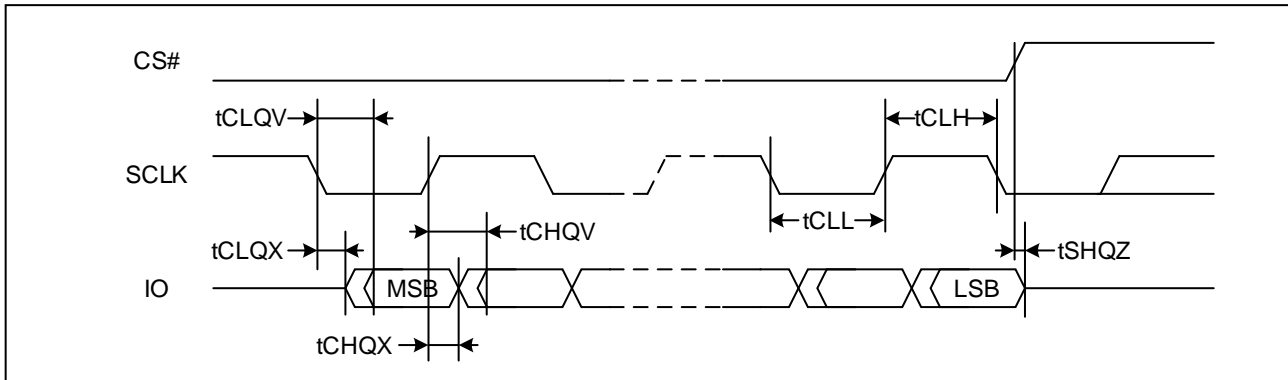 CS#
tCLQV
tCLH
SCLK
tCLL
tCHQV
tCLQX
tSHQZ
IO
MSB
LSB
tCHQX